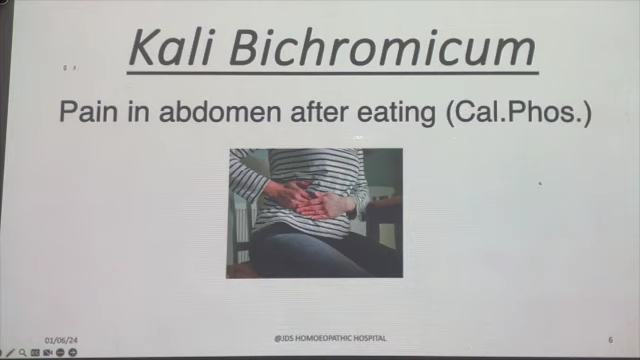 Kali Bichromicum
Pain in abdomen after eating (Cal.Phos.)
01/06/24
@JDS HOMOEOPATHIC HOSPITAL
6